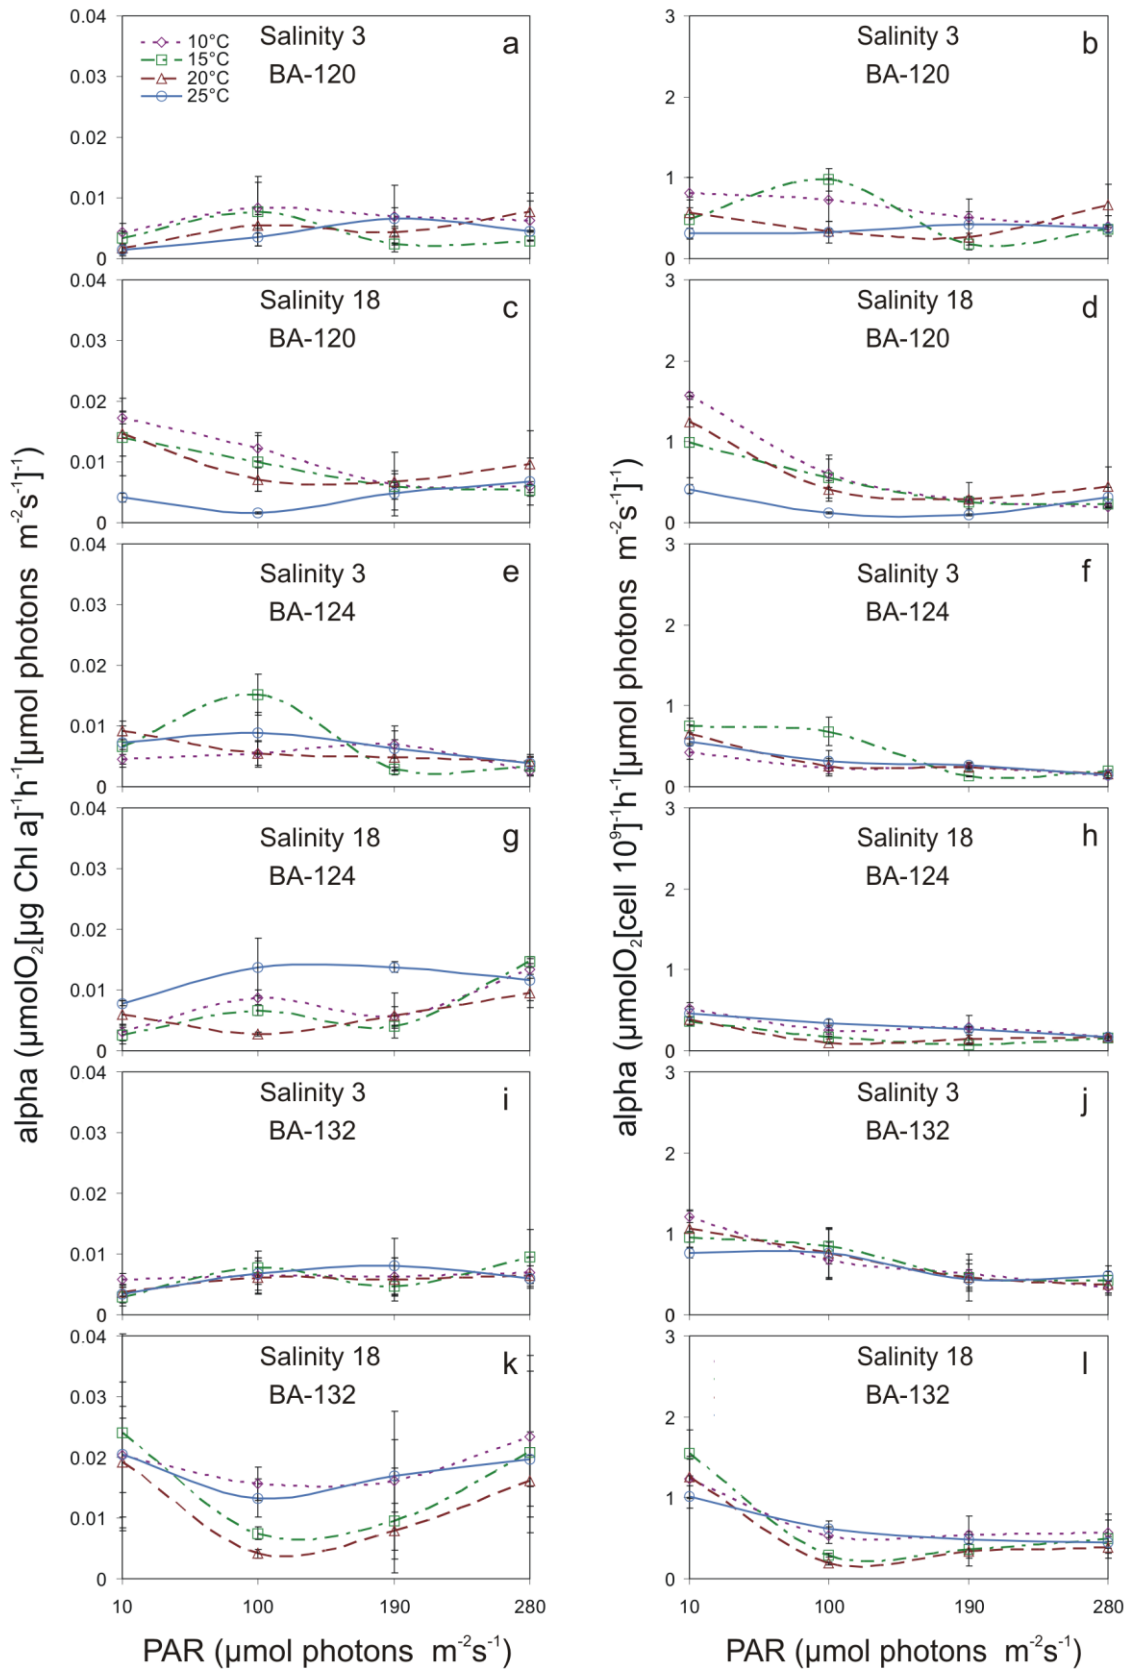 0.04
0.03
0.02
0.01
0
10°C
15°C
20°C
25°C
Salinity 3
BA-120
a
3
2
1
0
Salinity 3
BA-120
b
0.04
0.03
0.02
0.01
0
Salinity 18
BA-120
c
3
2
1
0
Salinity 18
BA-120
d
0.04
0.03
0.02
0.01
0
Salinity 3
BA-124
e
3
2
1
0
Salinity 3
BA-124
f
0.04
0.03
0.02
0.01
0
Salinity 18
BA-124
g
3
2
1
0
Salinity 18
BA-124
h
0.04
0.03
0.02
0.01
0
Salinity 3
BA-132
i
3
2
1
0
Salinity 3
BA-132
j
0.04
0.03
0.02
0.01
0
Salinity 18
BA-132
k
3
2
1
0
Salinity 18
BA-132
l
10 100 190 280
10 100 190 280
PAR (µmol photons m⁻²s⁻¹)
PAR (µmol photons m⁻²s⁻¹)
alpha (µmolO₂[µg Chl a]⁻¹h⁻¹[µmol photons m⁻²s⁻¹]⁻¹)
alpha (µmolO₂[cell 10⁹]⁻¹h⁻¹[µmol photons m⁻²s⁻¹]⁻¹)